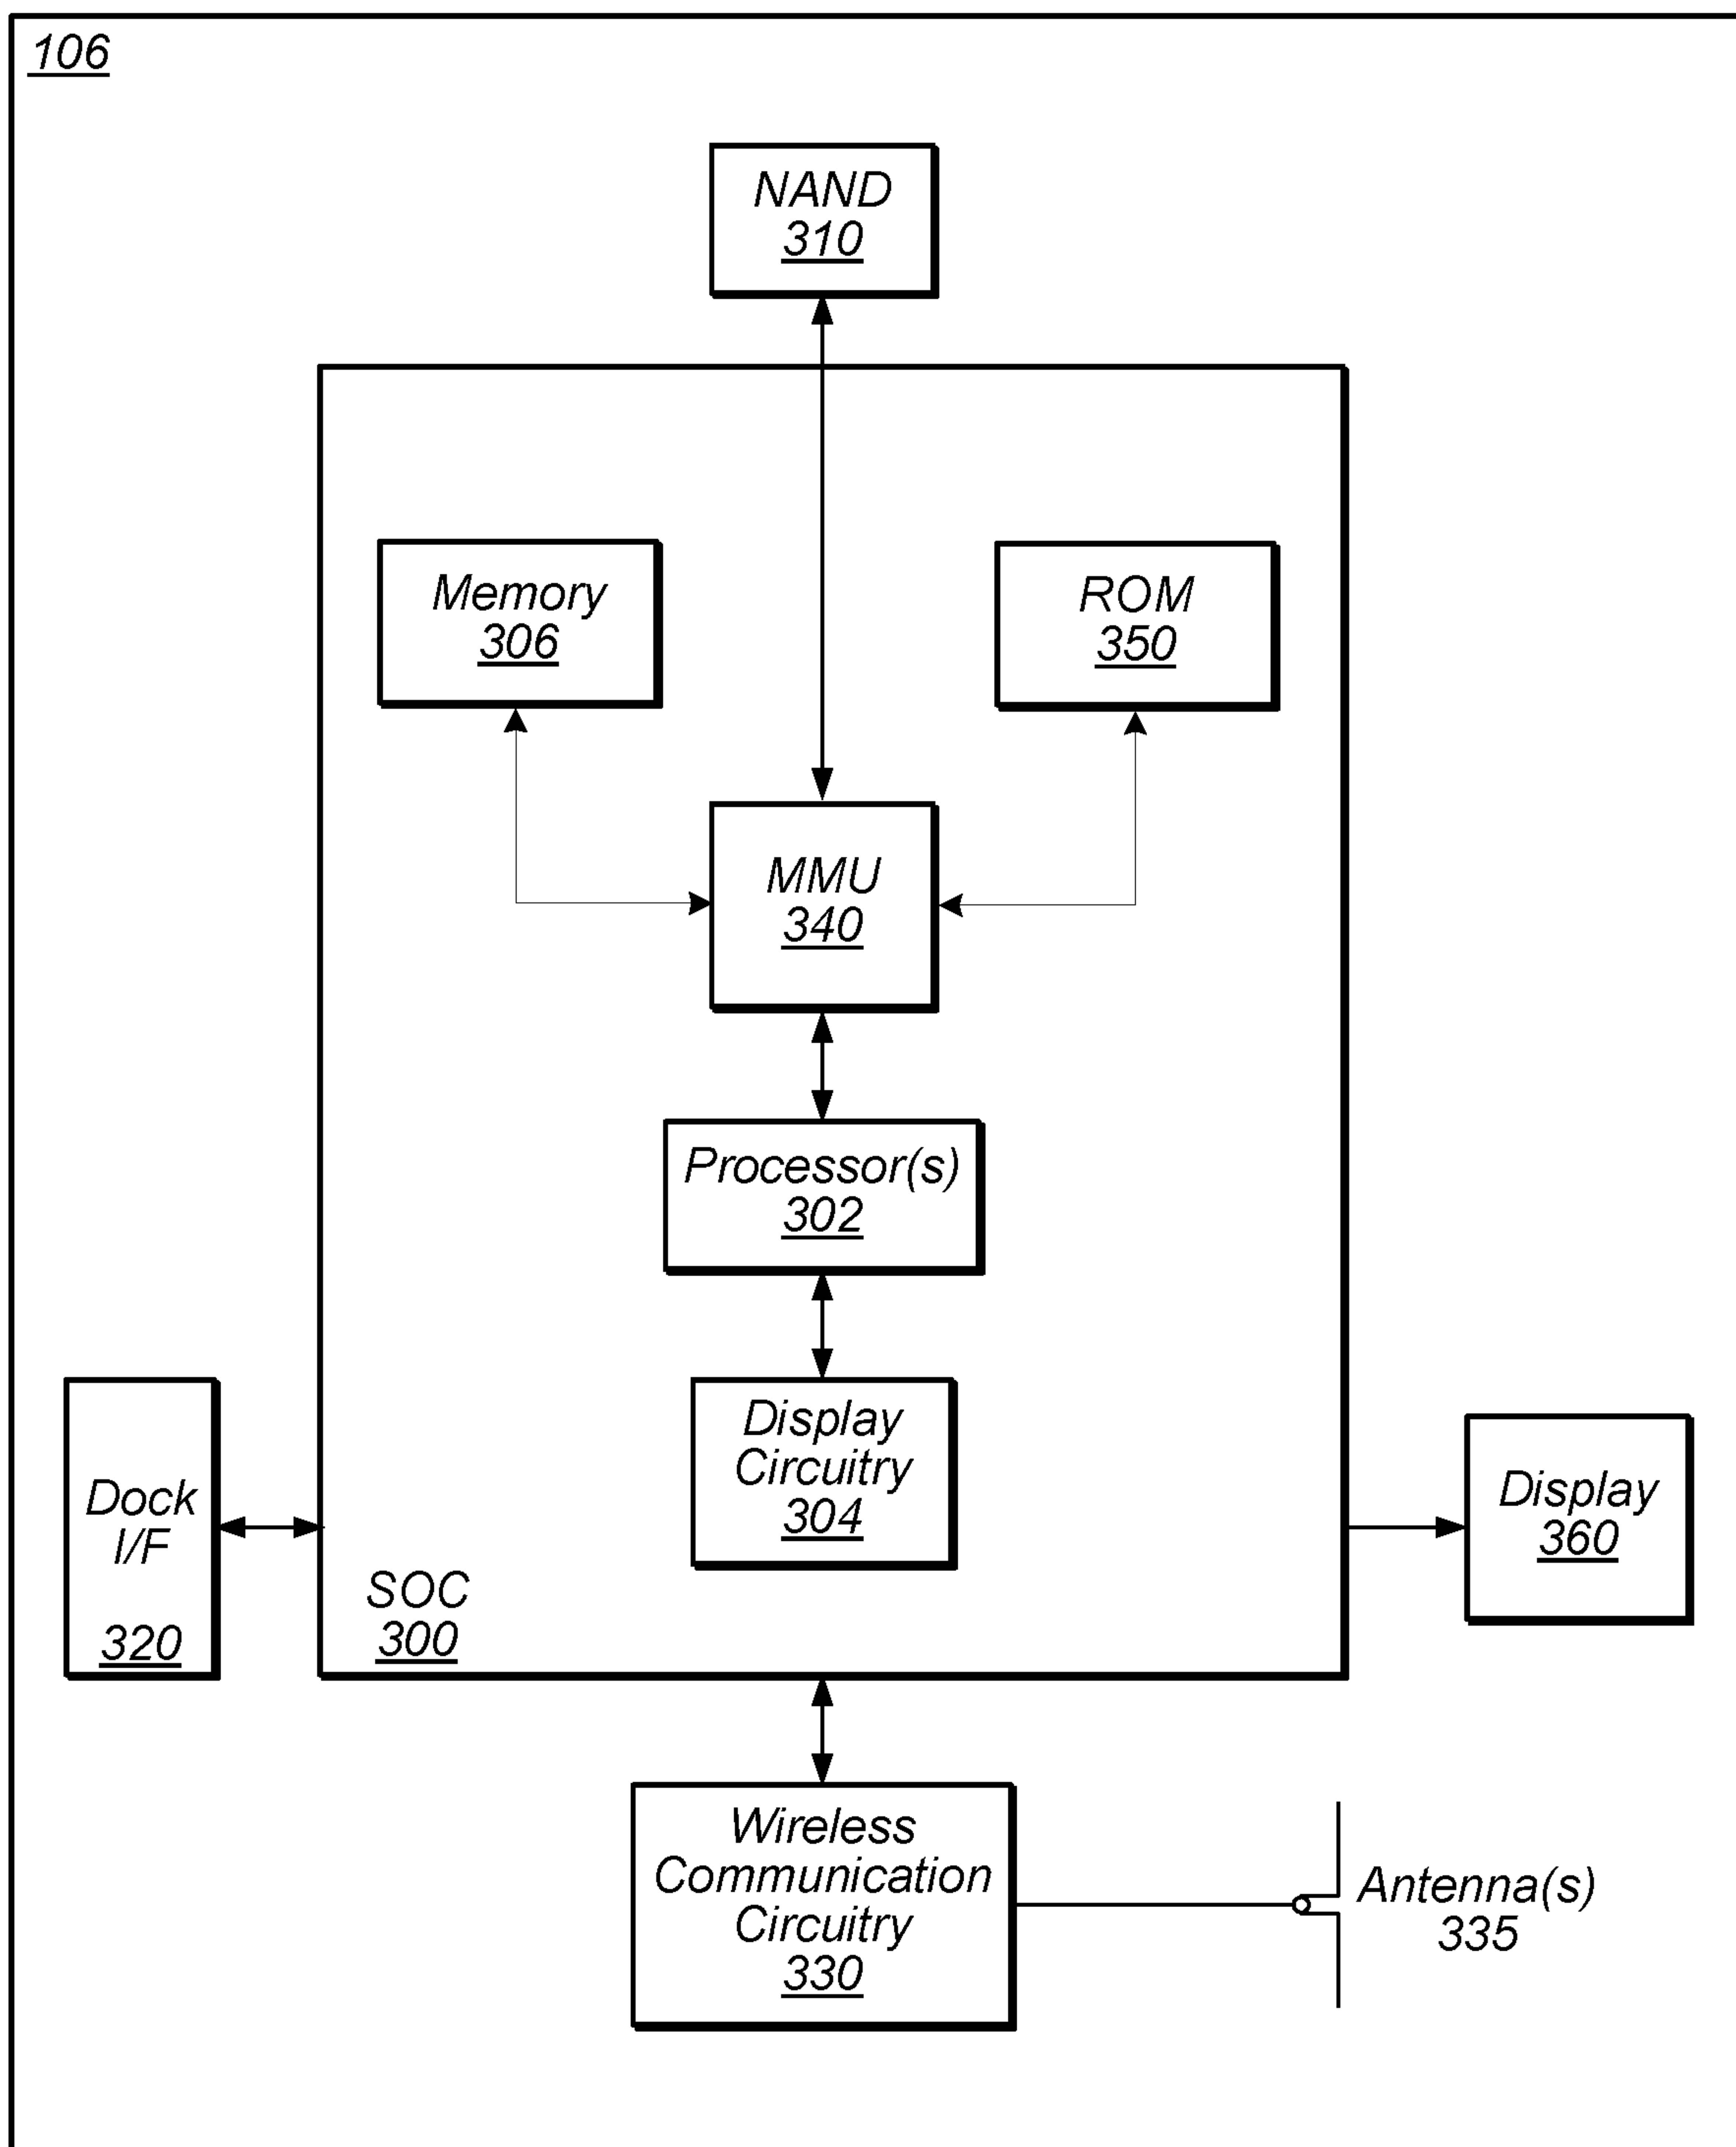 106
NAND
310
Memory
306
ROM
350
MMU
340
Processor(s)
302
Display
Circuitry
304
Dock
I/F
320
SOC
300
Display
360
Wireless
Communication
Circuitry
330
Antenna(s)
335